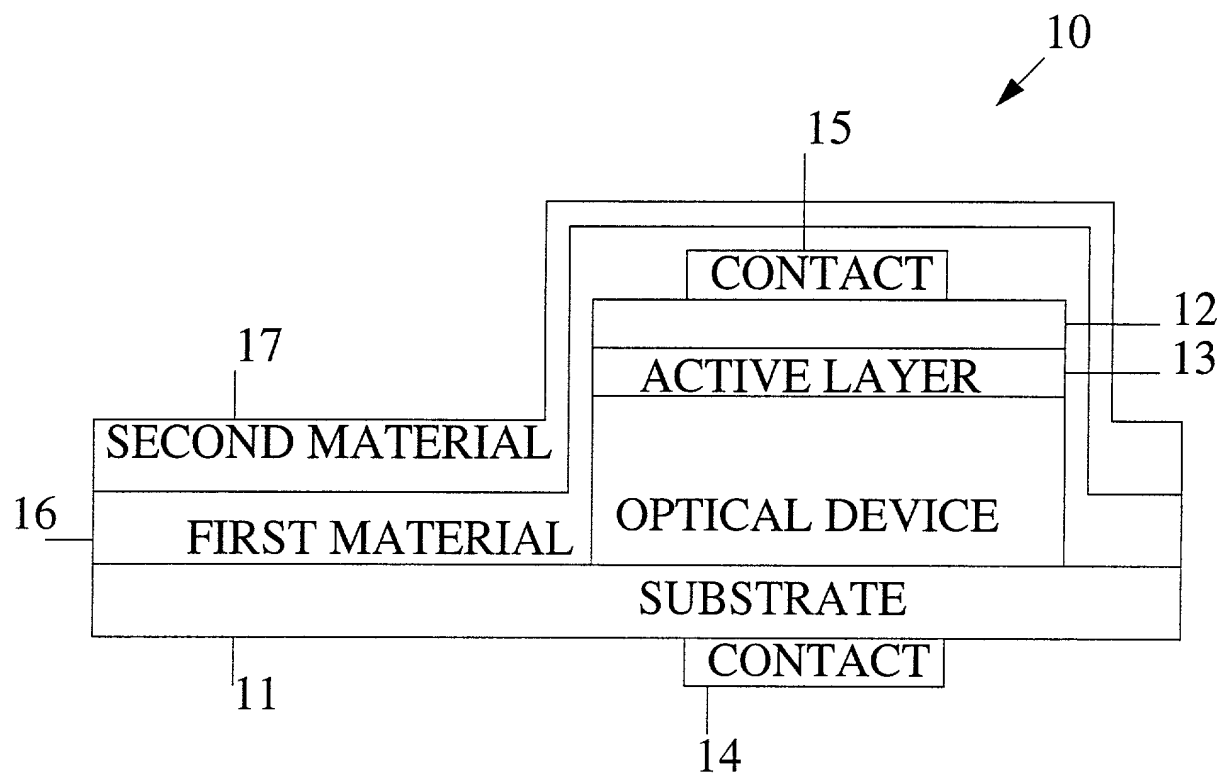 10
15
CONTACT
12
17
ACTIVE LAYER
13
SECOND MATERIAL
16
OPTICAL DEVICE
FIRST MATERIAL
SUBSTRATE
CONTACT
11
14